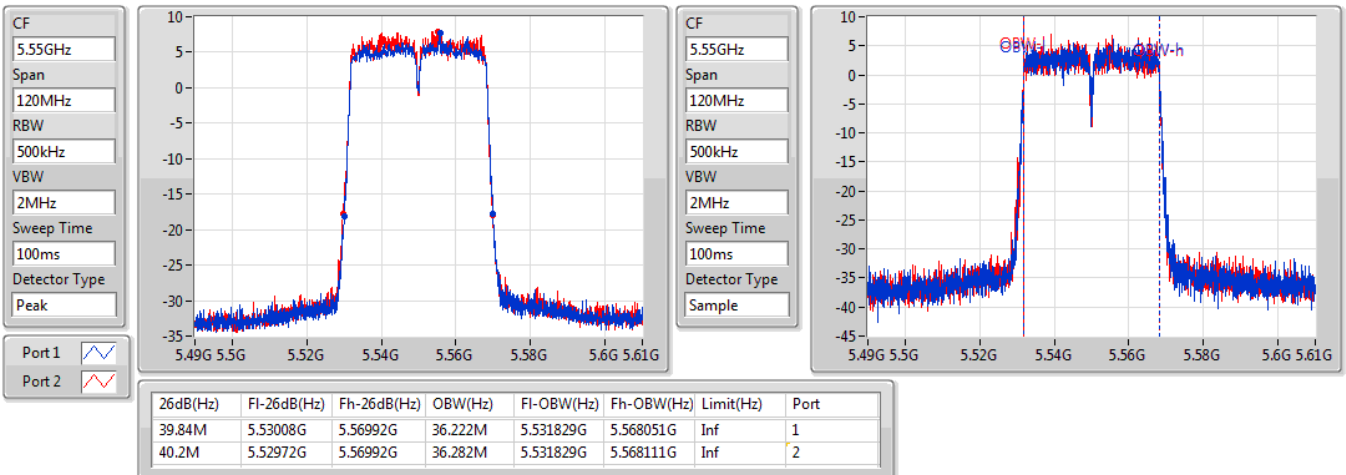 CF
5.55GHz
Span
120MHz
RBW
500kHz
VBW
2MHz
Sweep Time
100ms
Detector Type
Peak
Port 1
Port 2
10
5
0
-5
-10
-15
-20
-25
-30
-35
5.49G 5.5G 5.52G 5.54G 5.56G 5.58G 5.6G 5.61G
CF
5.55GHz
Span
120MHz
RBW
500kHz
VBW
2MHz
Sweep Time
100ms
Detector Type
Sample
10
5
0
-5
-10
-15
-20
-25
-30
-35
-40
-45
OBW-l OBW-h
5.49G 5.5G 5.52G 5.54G 5.56G 5.58G 5.6G 5.61G
26dB(Hz) Fl-26dB(Hz) Fh-26dB(Hz) OBW(Hz) Fl-OBW(Hz) Fh-OBW(Hz) Limit(Hz) Port
39.84M 5.53008G 5.56992G 36.222M 5.531829G 5.568051G Inf 1
40.2M 5.52972G 5.56992G 36.282M 5.531829G 5.568111G Inf 2